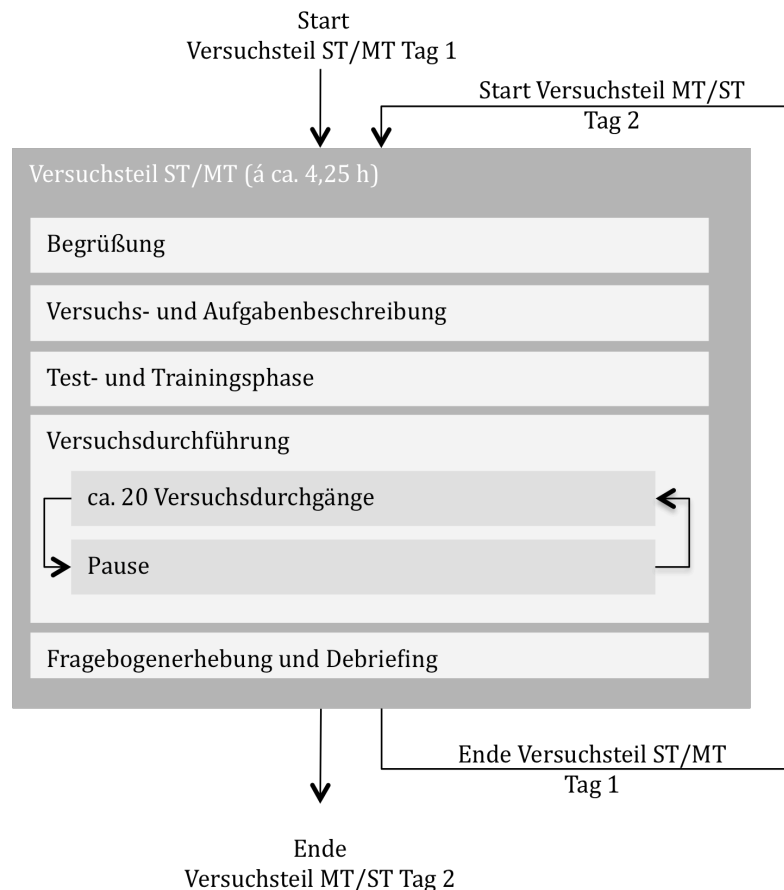 Start
Versuchsteil ST/MT Tag 1
Start Versuchsteil MT/ST
Tag 2
Versuchsteil ST/MT (á ca. 4,25 h)
Begrüßung
Versuchs- und Aufgabenbeschreibung
Test- und Trainingsphase
Versuchsdurchführung
ca. 20 Versuchsdurchgänge
Pause
Fragebogenerhebung und Debriefing
Ende Versuchsteil ST/MT
Tag 1
Ende
Versuchsteil MT/ST Tag 2